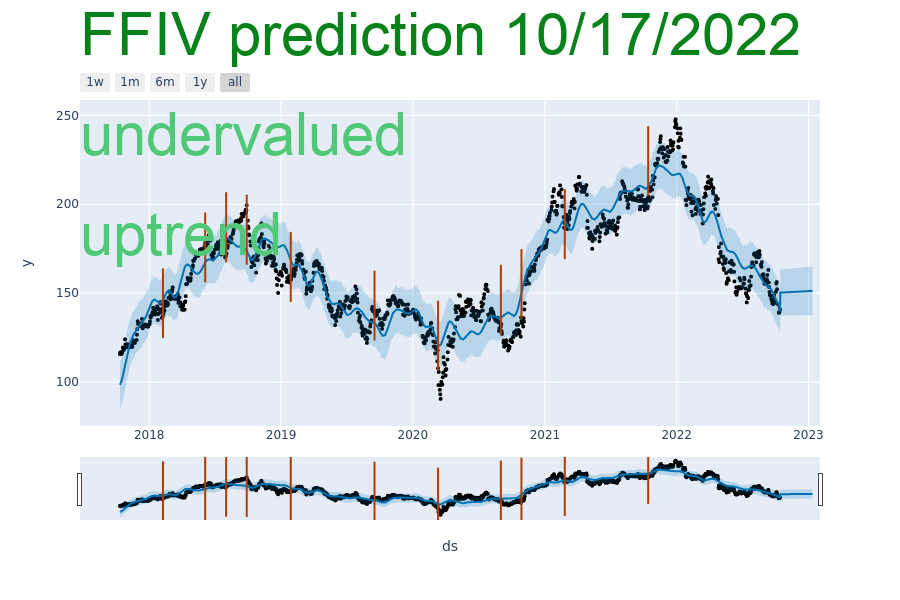 FFIV prediction 10/17/2022
1w 1m 6m 1y all
undervalued
uptrend
250
200
150
100
y
2018 2019 2020 2021 2022 2023
ds